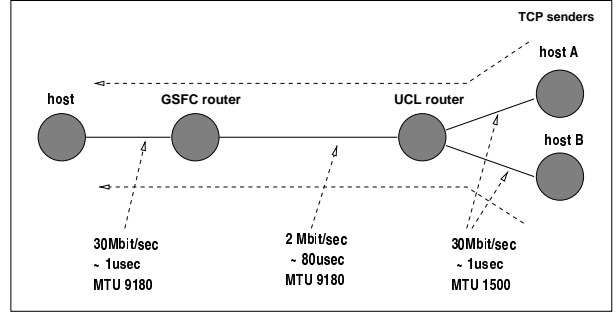 TCP senders
host A
host
GSFC router
UCL router
host B
30Mbit/sec
~ 1usec
MTU 9180
2 Mbit/sec
~ 80usec
MTU 9180
30Mbit/sec
~ 1usec
MTU 1500